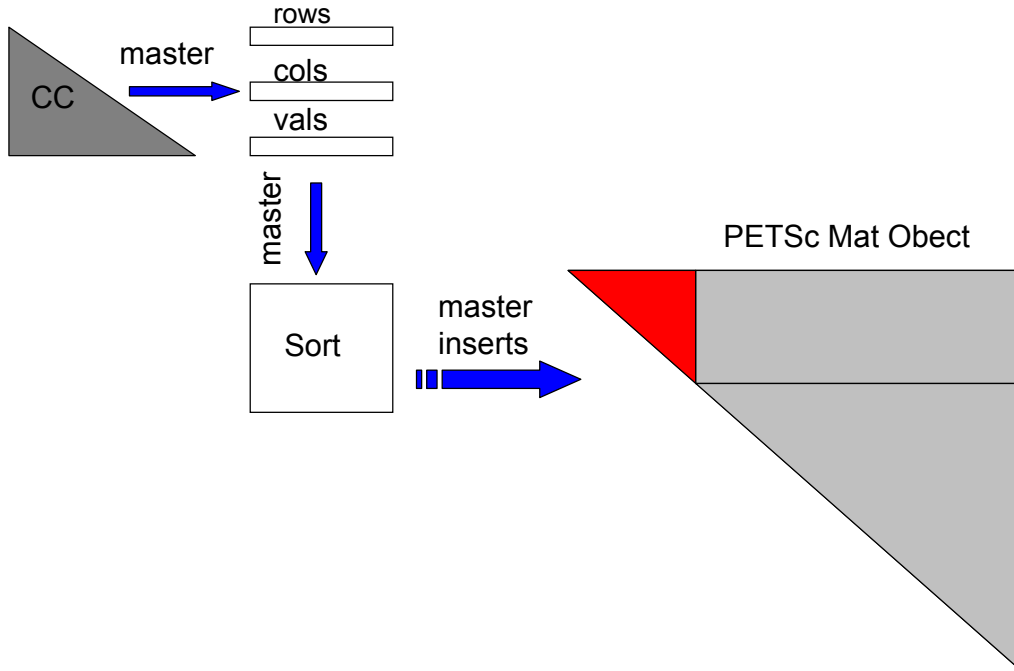 rows
master
cols
CC
vals
master
PETSc Mat Obect
Sort
master
inserts